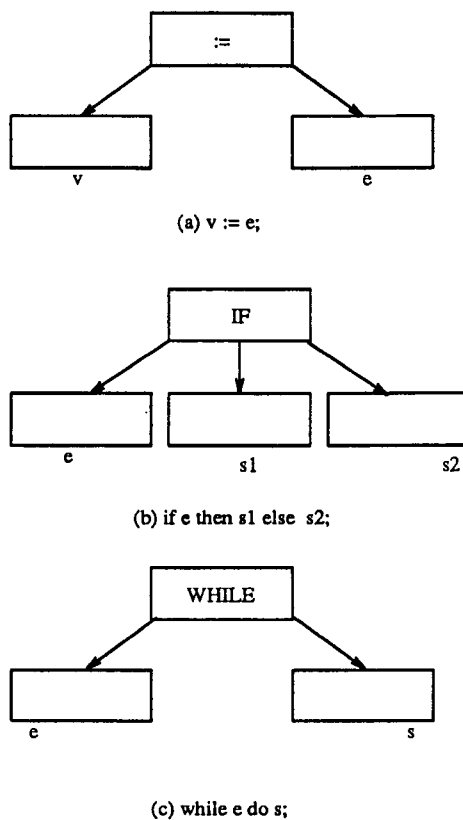 :=
v e
(a) v := e;
IF
e s1 s2
(b) if e then s1 else s2;
WHILE
e s
(c) while e do s;